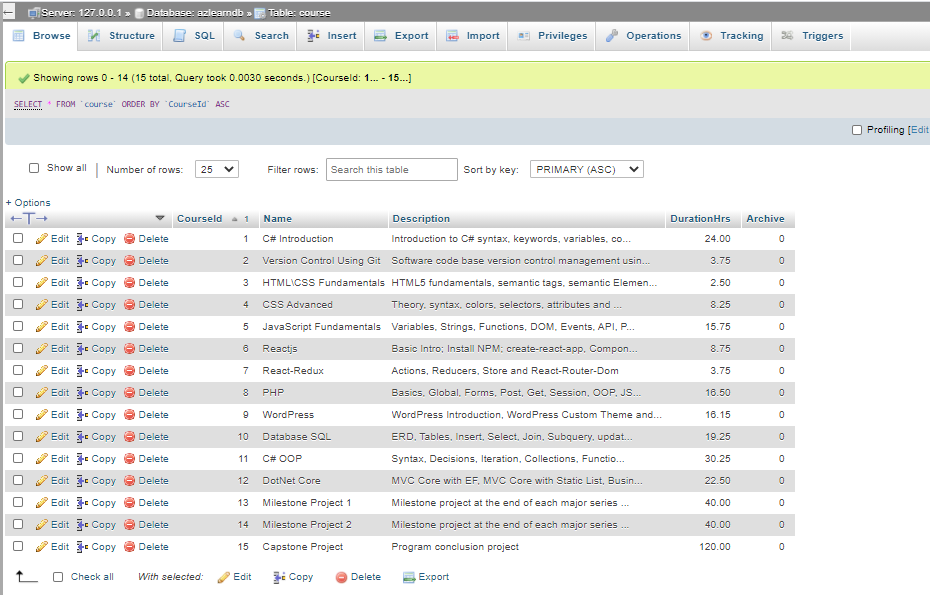 Server: 127.0.0.1 » Database: azlearndb » Table: course
Browse Structure SQL Search Insert Export Import Privileges Operations Tracking Triggers
Showing rows 0 - 14 (15 total, Query took 0.0030 seconds.) [CourseId: 1... - 15...]
SELECT * FROM `course` ORDER BY `CourseId` ASC
Profiling [Edit
Show all | Number of rows: 25 Filter rows: Search this table Sort by key: PRIMARY (ASC)
+ Options
←T→ CourseId 1 Name Description DurationHrs Archive
Edit Copy Delete 1 C# Introduction Introduction to C# syntax, keywords, variables, co... 24.00 0
Edit Copy Delete 2 Version Control Using Git Software code base version control management usin... 3.75 0
Edit Copy Delete 3 HTML\CSS Fundamentals HTML5 fundamentals, semantic tags, semantic Elemen... 2.50 0
Edit Copy Delete 4 CSS Advanced Theory, syntax, colors, selectors, attributes and ... 8.25 0
Edit Copy Delete 5 JavaScript Fundamentals Variables, Strings, Functions, DOM, Events, API, P... 15.75 0
Edit Copy Delete 6 Reactjs Basic Intro; Install NPM; create-react-app, Compon... 8.75 0
Edit Copy Delete 7 React-Redux Actions, Reducers, Store and React-Router-Dom 3.75 0
Edit Copy Delete 8 PHP Basics, Global, Forms, Post, Get, Session, OOP, JS... 16.50 0
Edit Copy Delete 9 WordPress WordPress Introduction, WordPress Custom Theme and... 16.15 0
Edit Copy Delete 10 Database SQL ERD, Tables, Insert, Select, Join, Subquery, updat... 19.25 0
Edit Copy Delete 11 C# OOP Syntax, Decisions, Iteration, Collections, Functio... 30.25 0
Edit Copy Delete 12 DotNet Core MVC Core with EF, MVC Core with Static List, Busin... 22.50 0
Edit Copy Delete 13 Milestone Project 1 Milestone project at the end of each major series ... 40.00 0
Edit Copy Delete 14 Milestone Project 2 Milestone project at the end of each major series ... 40.00 0
Edit Copy Delete 15 Capstone Project Program conclusion project 120.00 0
Check all With selected: Edit Copy Delete Export